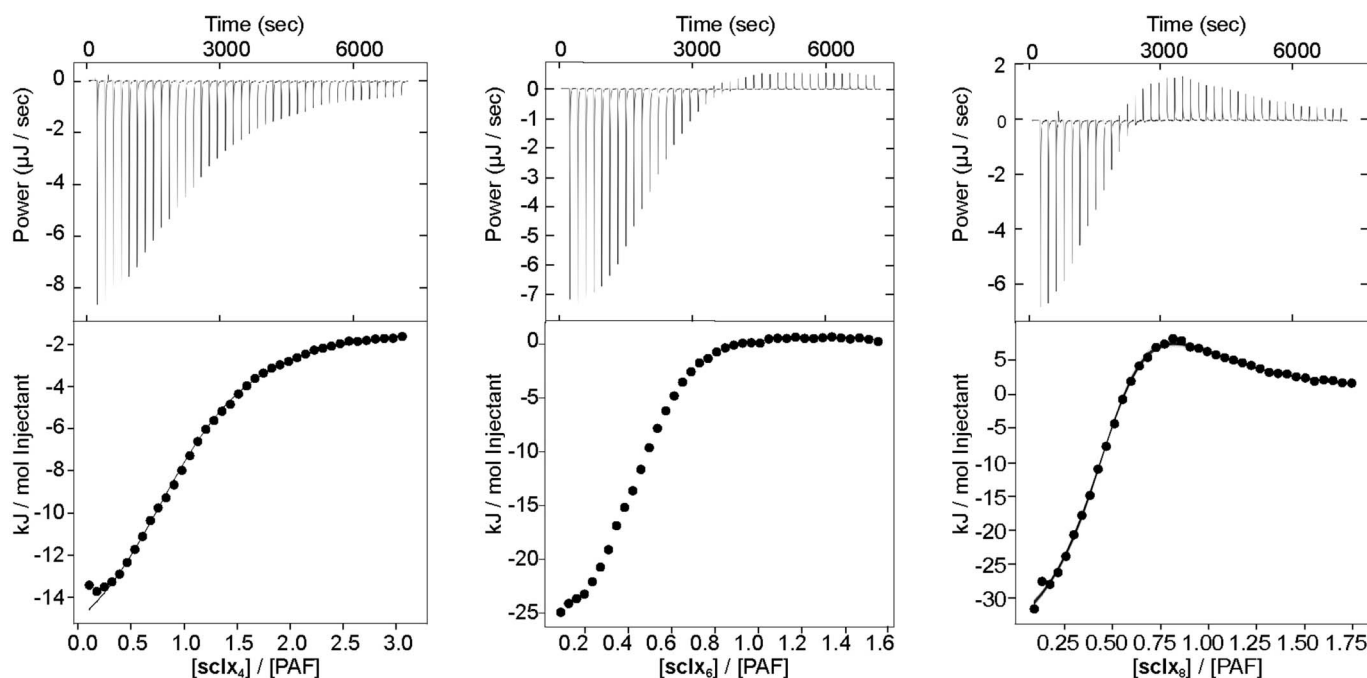 Time (sec)
0 3000 6000
0
-2
-4
-6
-8
Power (µJ / sec)
-2
-4
-6
-8
-10
-12
-14
kJ / mol Injectant
0.0 0.5 1.0 1.5 2.0 2.5 3.0
[sclx₄] / [PAF]
Time (sec)
0 3000 6000
0
-1
-2
-3
-4
-5
-6
-7
Power (µJ / sec)
0
-5
-10
-15
-20
-25
kJ / mol Injectant
0.2 0.4 0.6 0.8 1.0 1.2 1.4 1.6
[sclx₆] / [PAF]
Time (sec)
0 3000 6000
2
0
-2
-4
-6
Power (µJ / sec)
5
0
-5
-10
-15
-20
-25
-30
kJ / mol Injectant
0.25 0.50 0.75 1.00 1.25 1.50 1.75
[sclx₈] / [PAF]